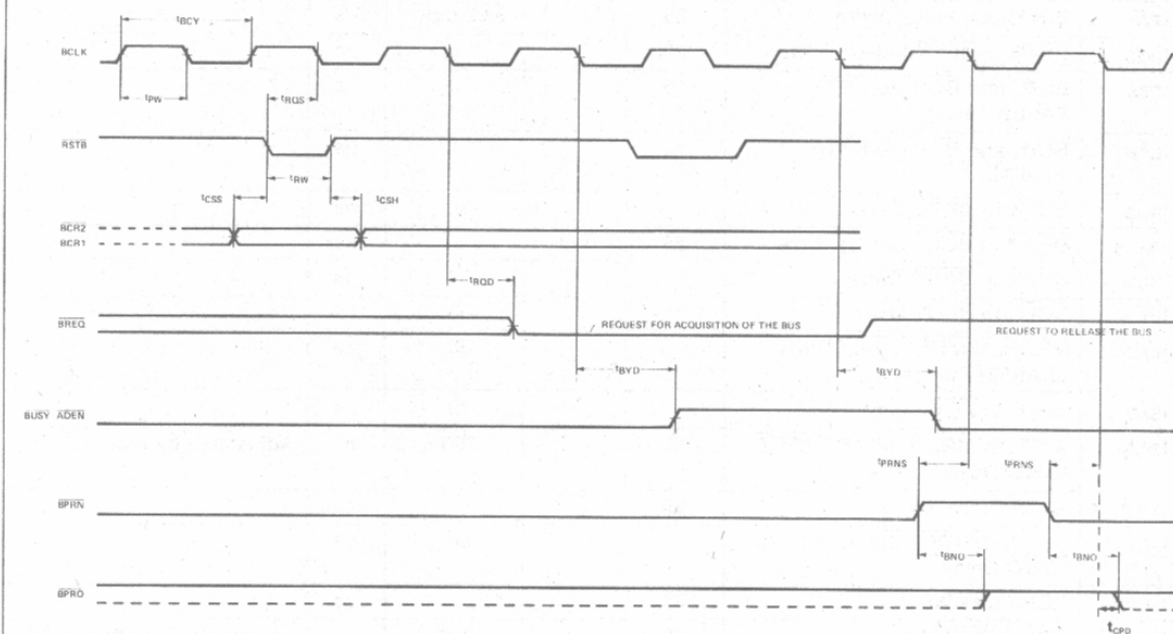 tBCY
BCLK
tPW
tRQS
RSTB
tRW
tCSS
tCSH
BCR2
BCR1
tRQD
BREQ
REQUEST FOR ACQUISITION OF THE BUS
REQUEST TO RELEASE THE BUS
tBYD
tBYD
BUSY ADEN
tPRNS
tPRNS
BPRN
tBNO
tBNO
BPRO
tCPD